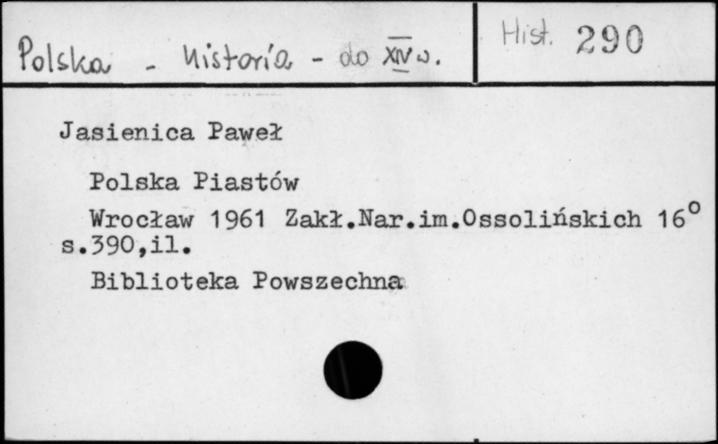 Polska - historia - do XIV w.
Hist. 290
Jasienica Paweł
Polska Piastów
Wrocław 1961 Zakł.Nar.im.Ossolińskich 16°
s.390,il.
Biblioteka Powszechna